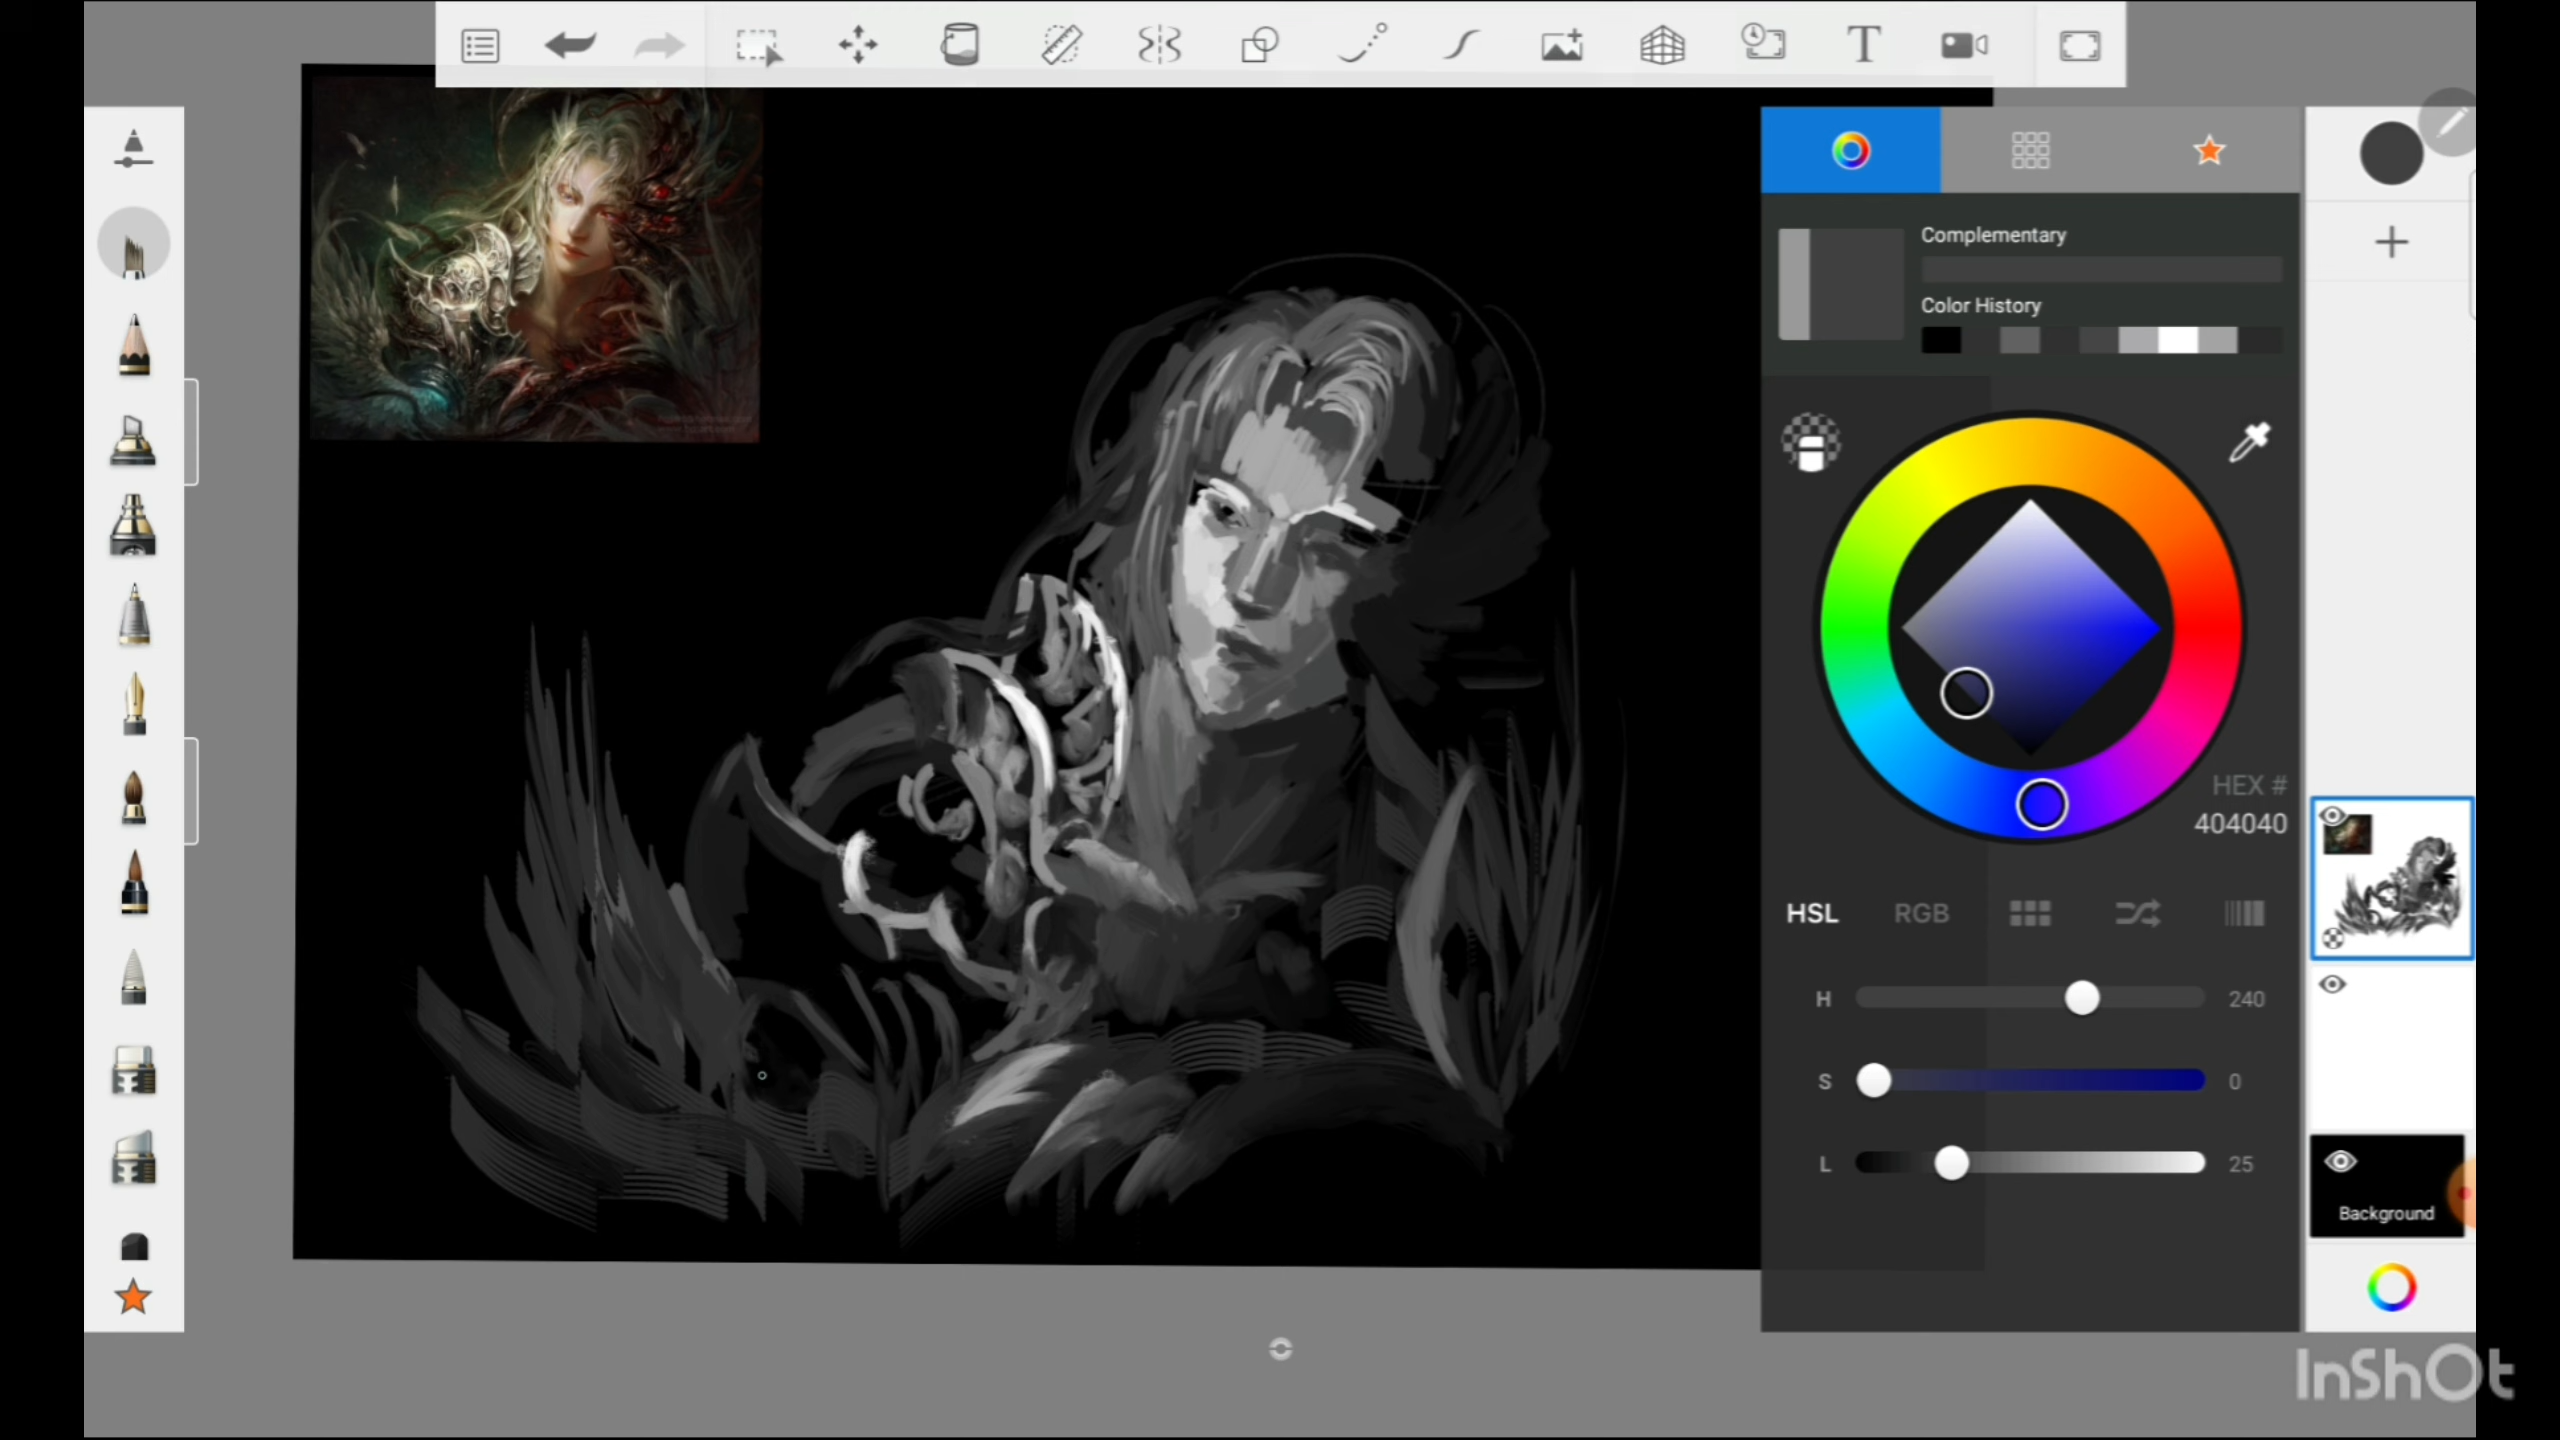 T
Complementary
Color History
HEX #
404040
HSL RGB
H 240
S 0
L 25
Background
InShOt